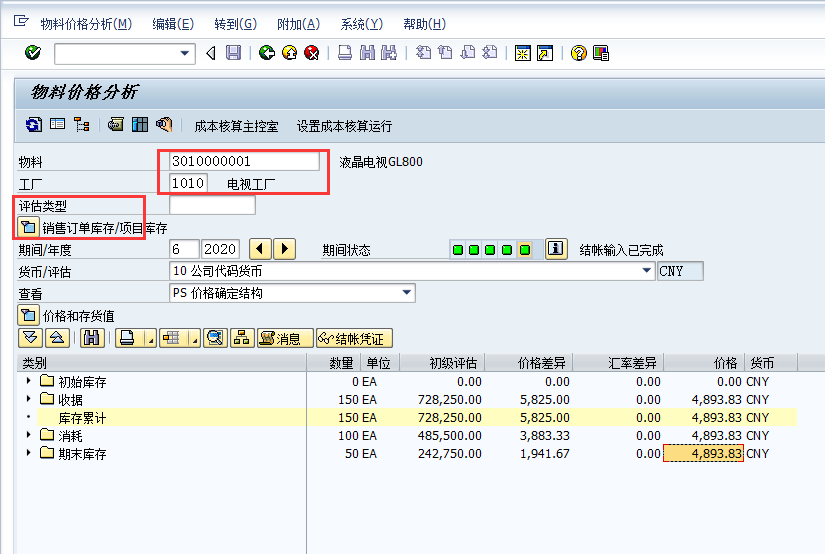 物料价格分析(M) 编辑(E) 转到(G) 附加(A) 系统(Y) 帮助(H)
物料价格分析
成本核算主控室 设置成本核算运行
物料 3010000001 液晶电视GL800
工厂 1010 电视工厂
评估类型
销售订单库存/项目库存
期间/年度 6 2020 期间状态 结帐输入已完成
货币/评估 10 公司代码货币 CNY
查看 PS 价格确定结构
价格和存货值
消息 结帐凭证
类别 数量 单位 初级评估 价格差异 汇率差异 价格 货币
初始库存 0 EA 0.00 0.00 0.00 0.00 CNY
收据 150 EA 728,250.00 5,825.00 0.00 4,893.83 CNY
库存累计 150 EA 728,250.00 5,825.00 0.00 4,893.83 CNY
消耗 100 EA 485,500.00 3,883.33 0.00 4,893.83 CNY
期末库存 50 EA 242,750.00 1,941.67 0.00 4,893.83 CNY